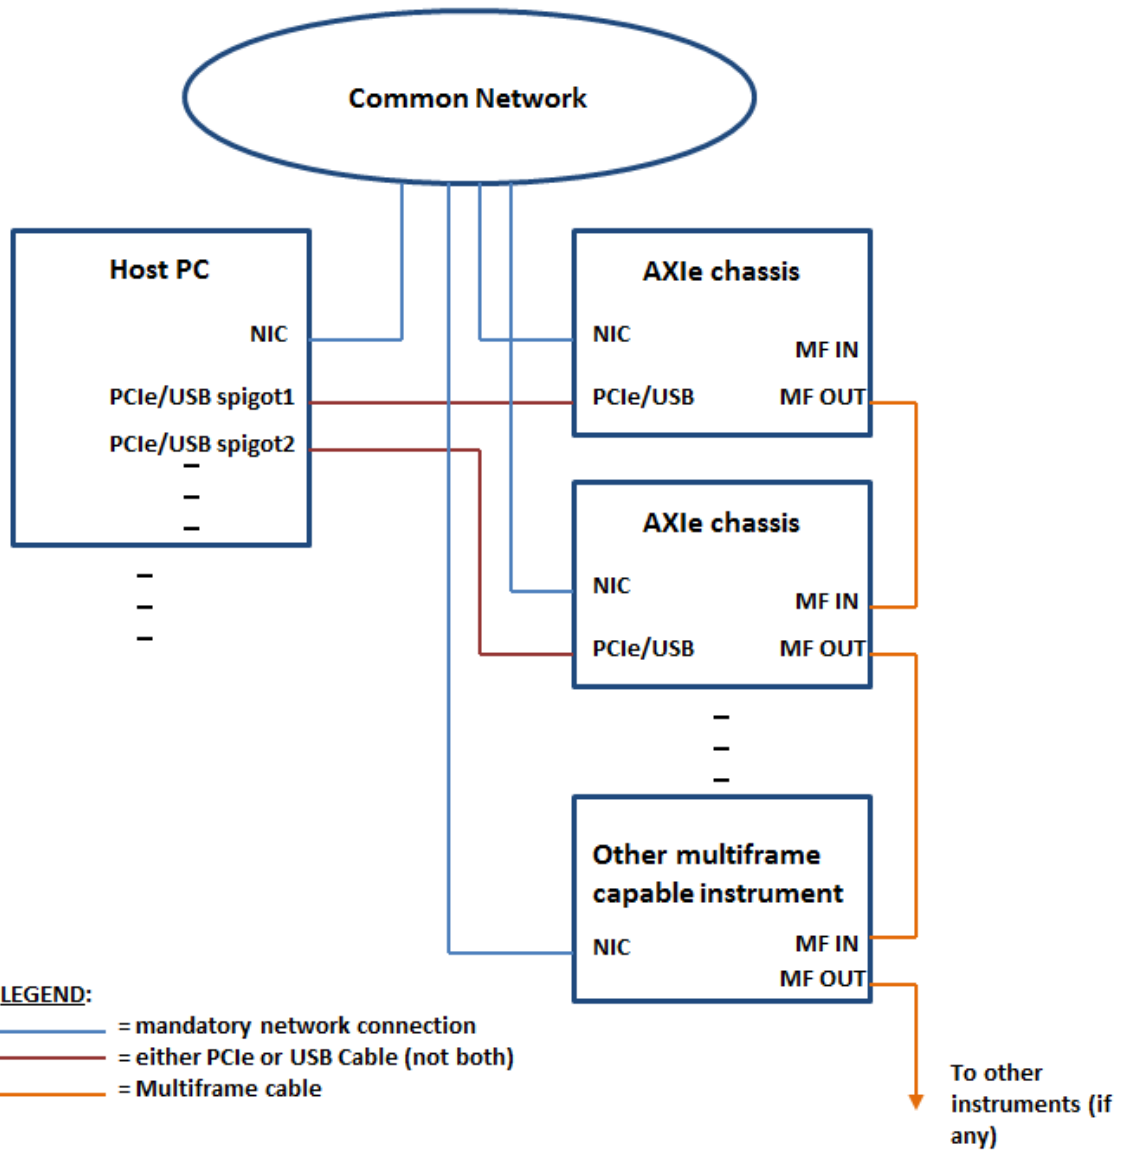 Common Network
Host PC
NIC
PCIe/USB spigot1
PCIe/USB spigot2
AXIe chassis
NIC
MF IN
PCIe/USB
MF OUT
AXIe chassis
NIC
MF IN
PCIe/USB
MF OUT
Other multiframe
capable instrument
NIC
MF IN
MF OUT
LEGEND:
= mandatory network connection
= either PCIe or USB Cable (not both)
= Multiframe cable
To other
instruments (if
any)